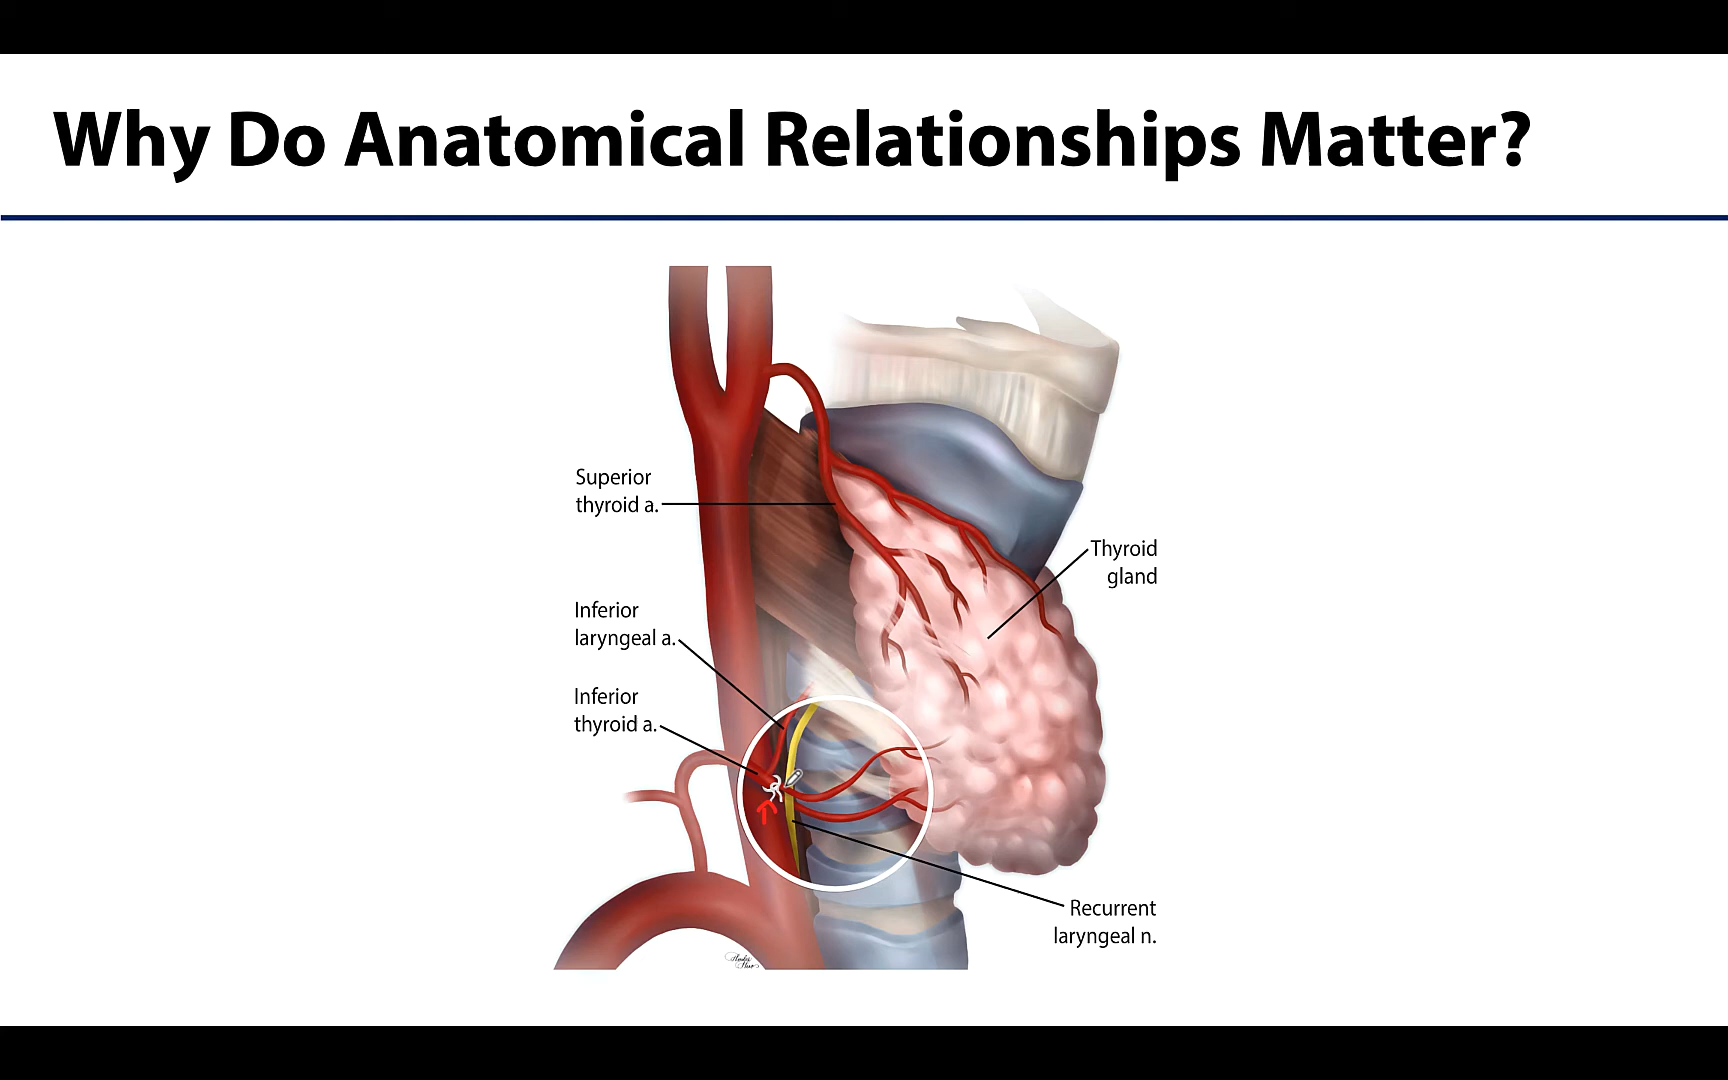 Why Do Anatomical Relationships Matter?
Superior
thyroid a.
Thyroid
gland
Inferior
laryngeal a.
Inferior
thyroid a.
Recurrent
laryngeal n.